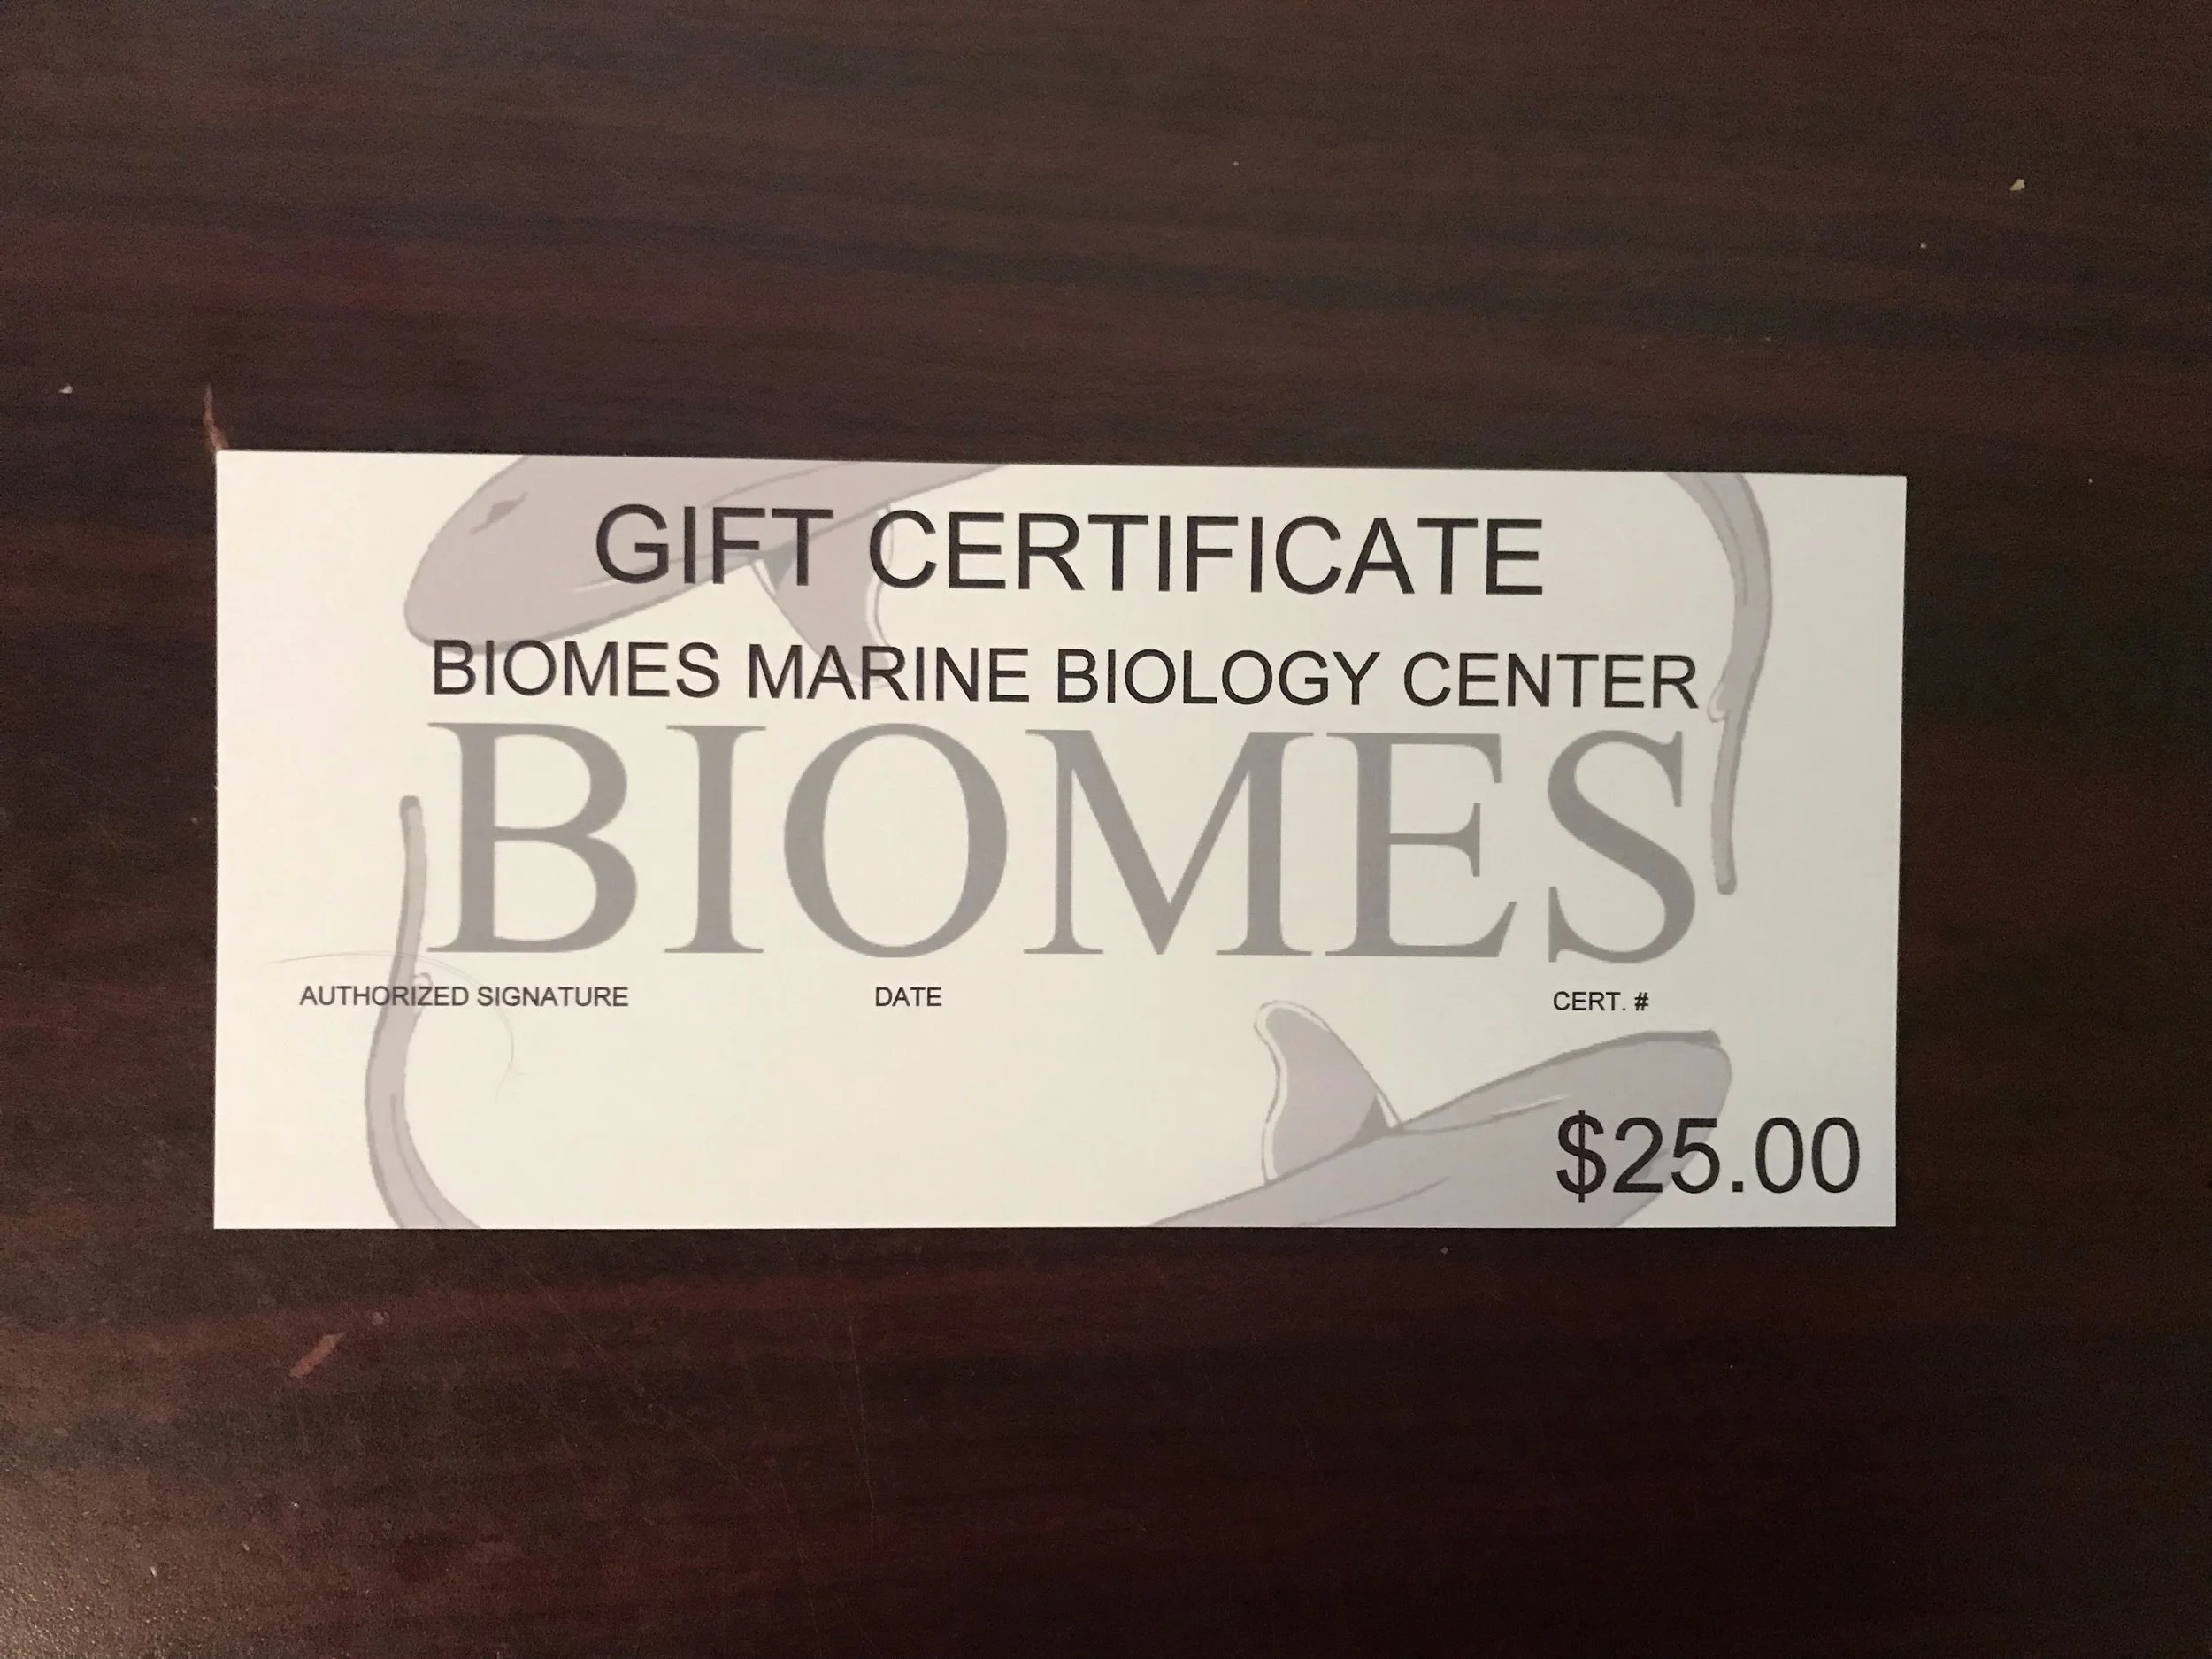 GIFT CERTIFICATE
BIOMES MARINE BIOLOGY CENTER
BIOMES
AUTHORIZED SIGNATURE DATE CERT. #
$25.00